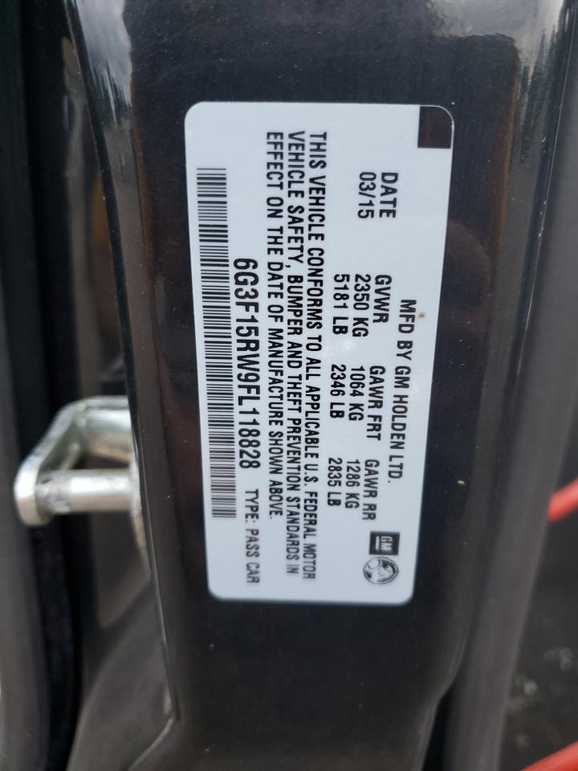 MFD BY GM HOLDEN LTD.
DATE GVWR GAWR FRT GAWR RR
03/15 2350 KG 1064 KG 1286 KG
5181 LB 2346 LB 2835 LB
THIS VEHICLE CONFORMS TO ALL APPLICABLE U.S. FEDERAL MOTOR
VEHICLE SAFETY, BUMPER AND THEFT PREVENTION STANDARDS IN
EFFECT ON THE DATE OF MANUFACTURE SHOWN ABOVE.
6G3F15RW9FL118828 TYPE: PASS CAR
GM